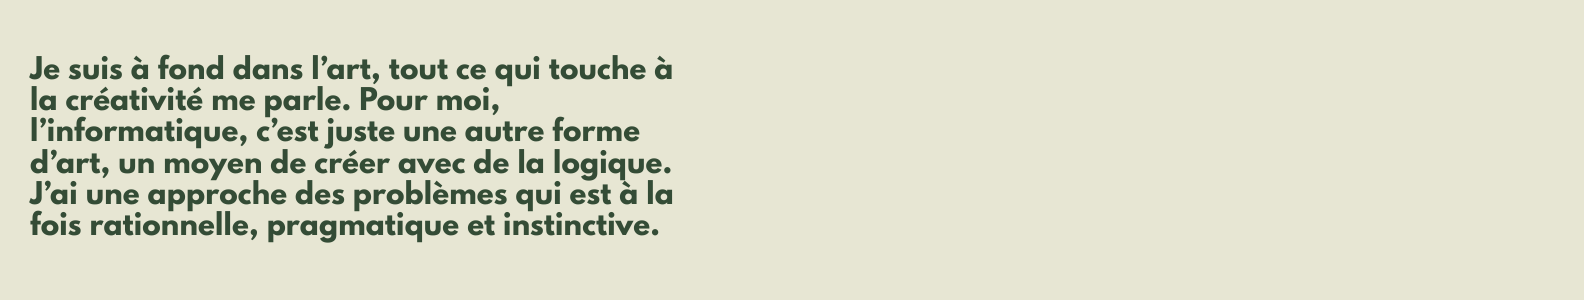 Je suis à fond dans l’art, tout ce qui touche à
la créativité me parle. Pour moi,
l’informatique, c’est juste une autre forme
d’art, un moyen de créer avec de la logique.
J’ai une approche des problèmes qui est à la
fois rationnelle, pragmatique et instinctive.